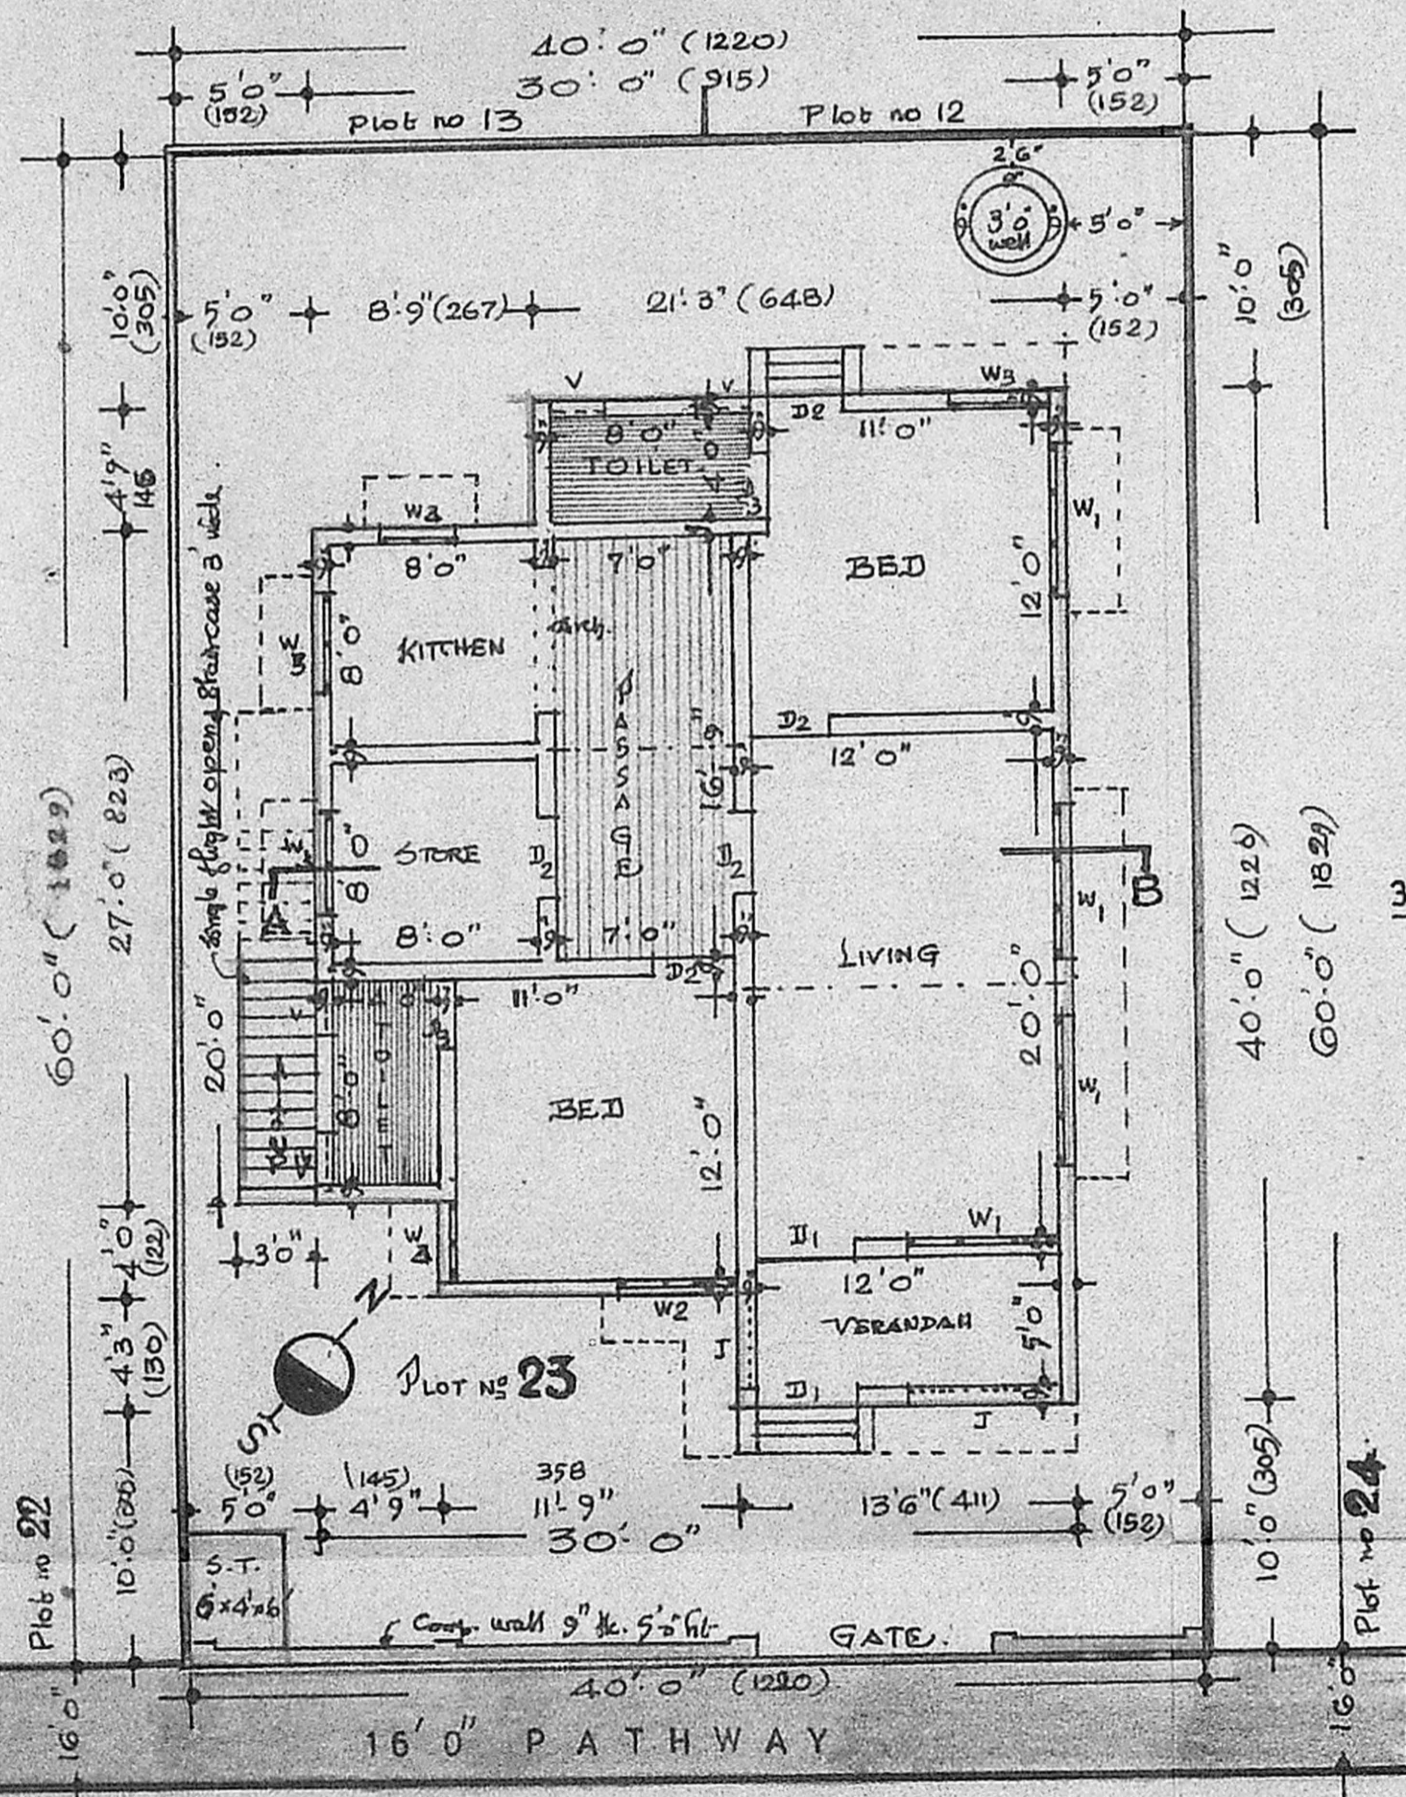 40'.0" (1220)
5'0" 30'.0" (915) 5'0"
(152) (152)
Plot no 13 Plot no 12
2'6"
3'0"
well
5'0"
10'.0"
(305)
10'.0"
(305)
5'0" 8'.9"(267) 21'.3" (648) 5'.0"
(152) (152)
V V D2 W3
8'0" 11'.0"
TOILET
4'9"
145
W3
8'0" 7'0"
BED
12'0"
W1
KITCHEN
8'0"
Arch.
W3
Single flight open staircase 3' wide.
PASSAGE
16'.9"
D2
12'0"
27'.0" (823)
60'.0"
STORE
8'0"
D2 D2
A B
W1
8'.0" 7'.0"
LIVING
20'.0"
40'.0" (1220)
60'.0" (1829)
D2
11'0"
TOILET
8'.0"
20'.0"
BED
12'.0"
W1
D1 W1
12'0"
VERANDAH
5'0"
3'0"
4'0"
(122)
4'3"
(130)
N
S
W2
J
PLOT No 23
D1
J
(152) (145) 358
5'0" 4'9" 11'-9" 13'6"(411) 5'0"
(152)
30'.0"
10'.0"
10'.0"(305)
Plot no 22
Plot no 24.
S.T.
6'x4'x6'
Comp. wall 9" tk. 5'0" ht.
GATE.
40'.0" (1220)
16'0" 16'0" PATHWAY 16'0"